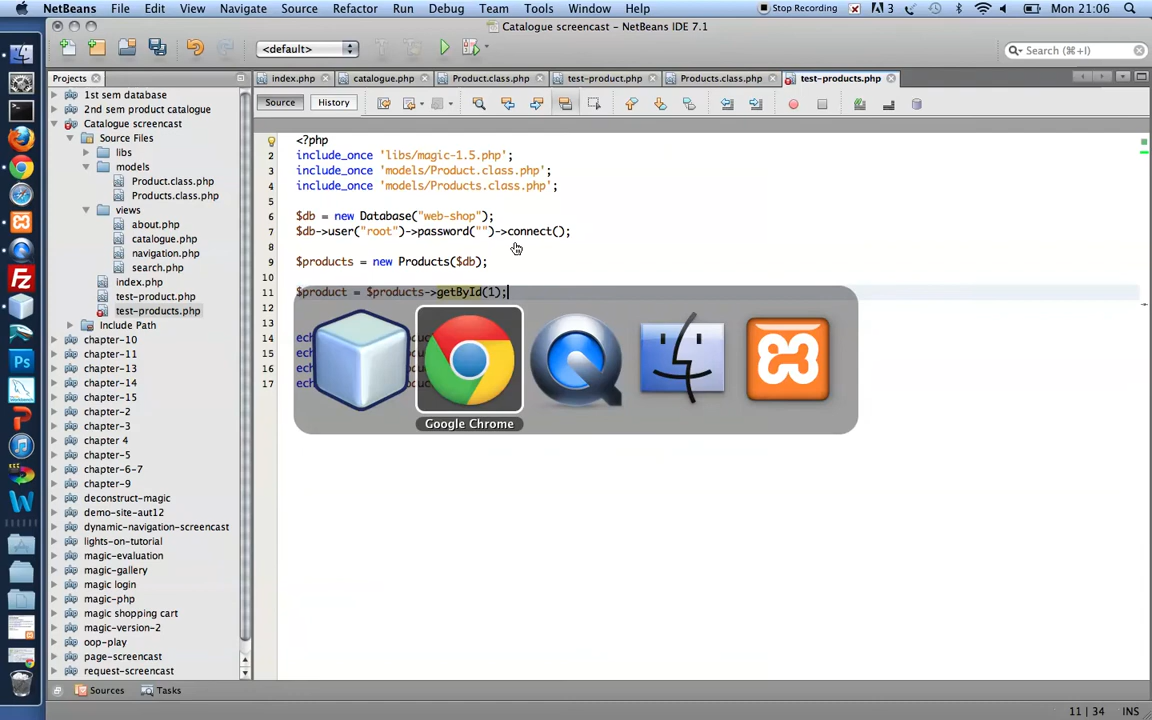 NetBeans File Edit View Navigate Source Refactor Run Debug Team Tools Window Help Stop Recording 3 Mon 21:06
Catalogue screencast - NetBeans IDE 7.1
<default> Search (⌘+I)
Projects index.php catalogue.php Product.class.php test-product.php Products.class.php test-products.php
Source History
1st sem database
2nd sem product catalogue
Catalogue screencast
Source Files
libs
models
Product.class.php
Products.class.php
views
about.php
catalogue.php
navigation.php
search.php
index.php
test-product.php
test-products.php
Include Path
chapter-10
chapter-11
chapter-13
chapter-14
chapter-15
chapter-2
chapter-3
chapter 4
chapter-5
chapter-6-7
chapter-9
deconstruct-magic
demo-site-aut12
dynamic-navigation-screencast
lights-on-tutorial
magic-evaluation
magic-gallery
magic login
magic-php
magic shopping cart
magic-version-2
oop-play
page-screencast
request-screencast
<?php
2 include_once 'libs/magic-1.5.php';
3 include_once 'models/Product.class.php';
4 include_once 'models/Products.class.php';
5
6 $db = new Database("web-shop");
7 $db->user("root")->password("")->connect();
8
9 $products = new Products($db);
10
11 $product = $products->getById(1);
12
13
14
15
16
17
Google Chrome
Sources Tasks
11 | 34 INS